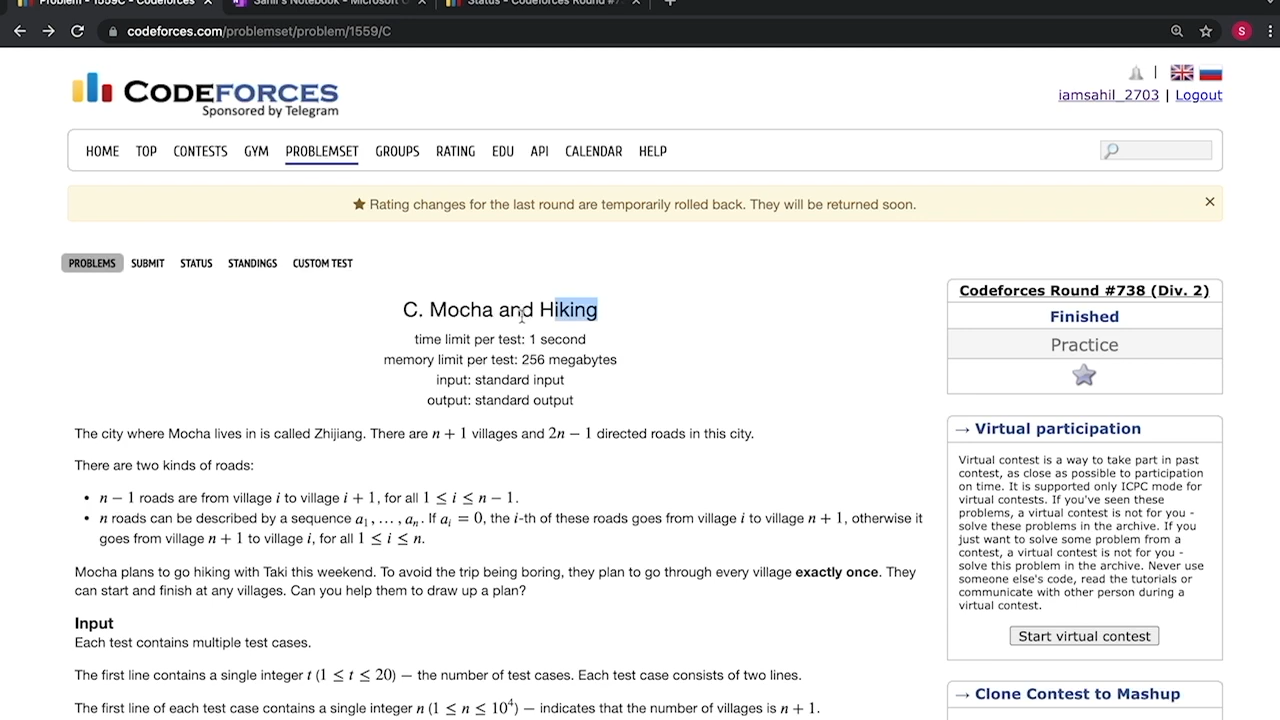 Problem - 1559C - Codeforces
Sahil's Notebook - Microsoft
Status - Codeforces Round #7
codeforces.com/problemset/problem/1559/C
S
CODEFORCES
Sponsored by Telegram
iamsahil_2703 | Logout
HOME TOP CONTESTS GYM PROBLEMSET GROUPS RATING EDU API CALENDAR HELP
Rating changes for the last round are temporarily rolled back. They will be returned soon.
PROBLEMS SUBMIT STATUS STANDINGS CUSTOM TEST
C. Mocha and Hiking
time limit per test: 1 second
memory limit per test: 256 megabytes
input: standard input
output: standard output
The city where Mocha lives in is called Zhijiang. There are n + 1 villages and 2n − 1 directed roads in this city.
There are two kinds of roads:
• n − 1 roads are from village i to village i + 1, for all 1 ≤ i ≤ n − 1.
• n roads can be described by a sequence a₁, … , aₙ. If aᵢ = 0, the i-th of these roads goes from village i to village n + 1, otherwise it
goes from village n + 1 to village i, for all 1 ≤ i ≤ n.
Mocha plans to go hiking with Taki this weekend. To avoid the trip being boring, they plan to go through every village exactly once. They
can start and finish at any villages. Can you help them to draw up a plan?
Input
Each test contains multiple test cases.
The first line contains a single integer t (1 ≤ t ≤ 20) — the number of test cases. Each test case consists of two lines.
The first line of each test case contains a single integer n (1 ≤ n ≤ 10⁴) — indicates that the number of villages is n + 1.
Codeforces Round #738 (Div. 2)
Finished
Practice
→ Virtual participation
Virtual contest is a way to take part in past
contest, as close as possible to participation
on time. It is supported only ICPC mode for
virtual contests. If you've seen these
problems, a virtual contest is not for you -
solve these problems in the archive. If you
just want to solve some problem from a
contest, a virtual contest is not for you -
solve this problem in the archive. Never use
someone else's code, read the tutorials or
communicate with other person during a
virtual contest.
Start virtual contest
→ Clone Contest to Mashup